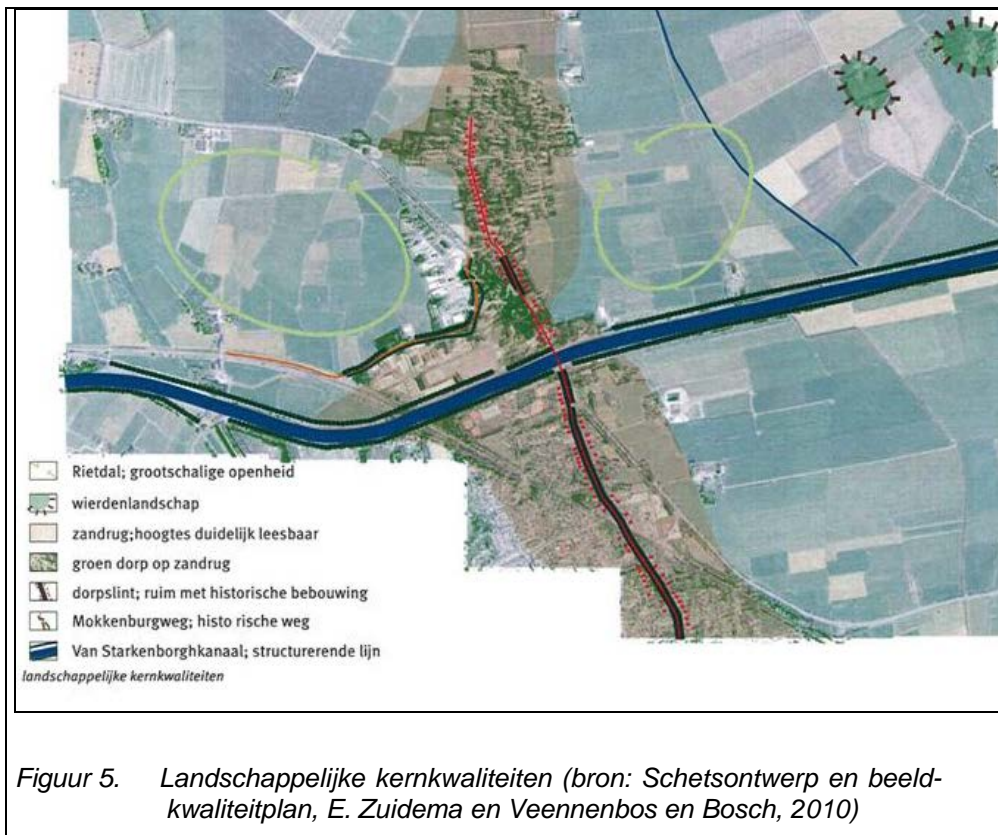 Rietdal; grootschalige openheid
wierdenlandschap
zandrug;hoogtes duidelijk leesbaar
groen dorp op zandrug
dorpslint; ruim met historische bebouwing
Mokkenburgweg; histo rische weg
Van Starkenborghkanaal; structurerende lijn
landschappelijke kernkwaliteiten
Figuur 5. Landschappelijke kernkwaliteiten (bron: Schetsontwerp en beeld-
kwaliteitplan, E. Zuidema en Veennenbos en Bosch, 2010)